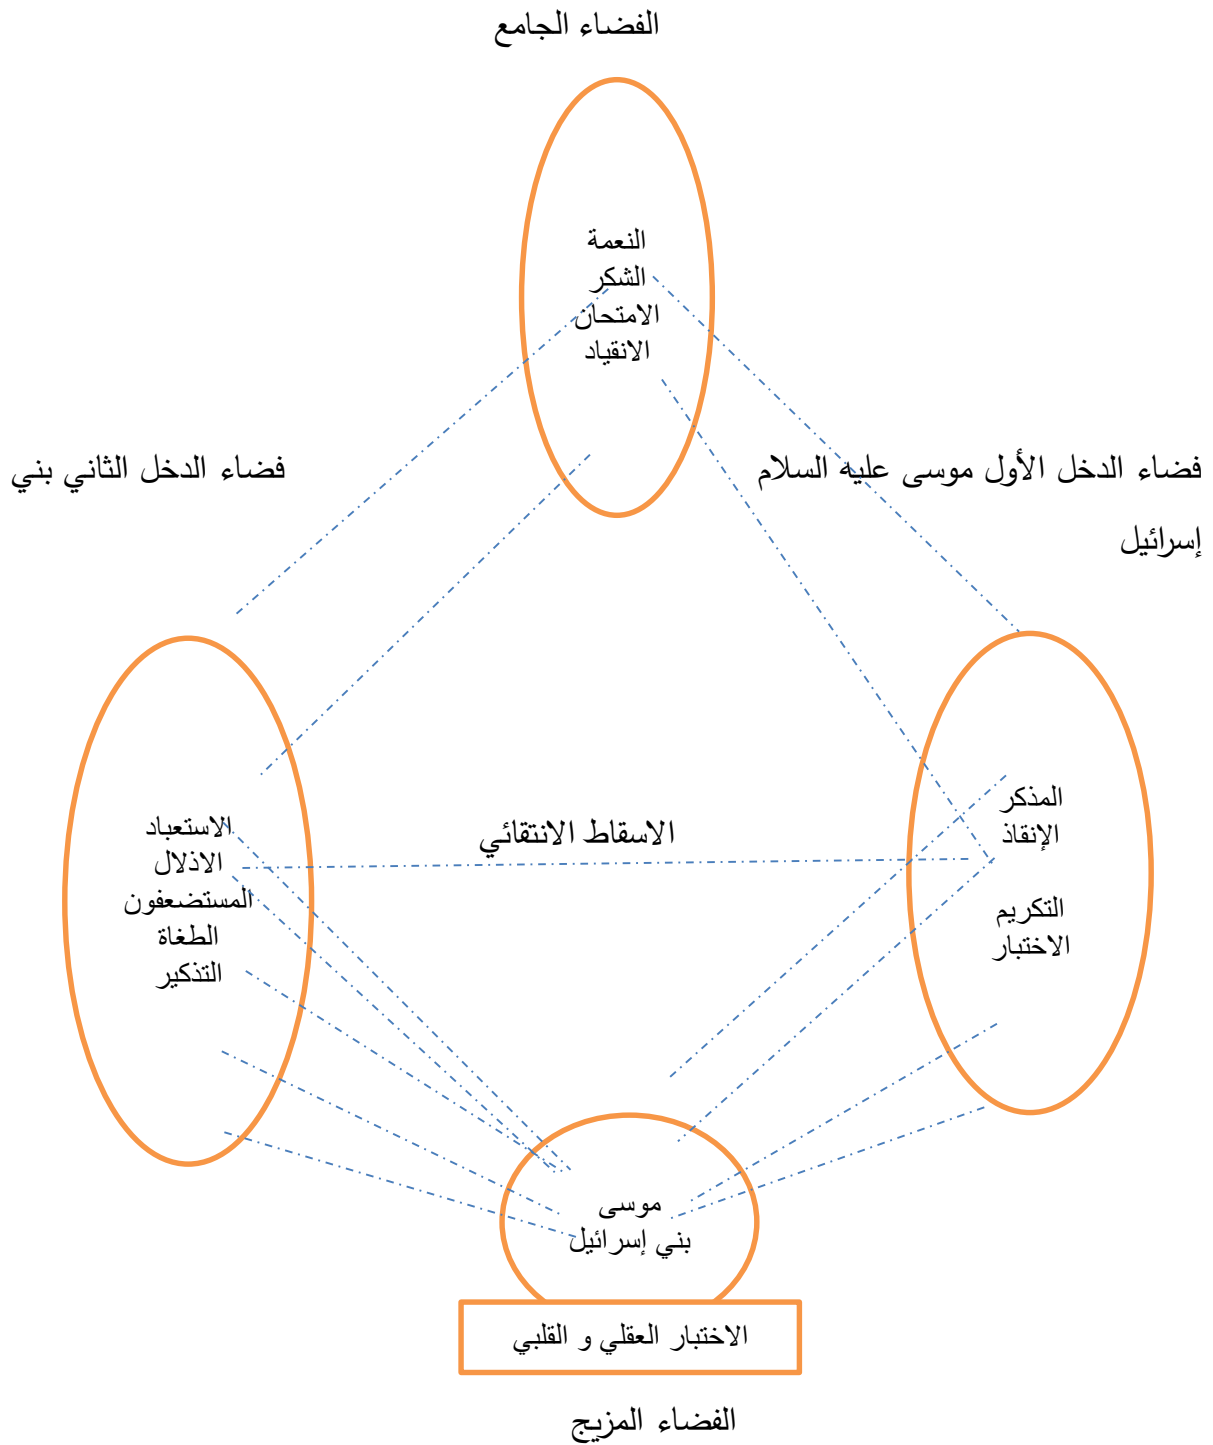 الفضاء الجامع
النعمة
الشكر
الامتحان
الانقياد
فضاء الدخل الأول موسى عليه السلام فضاء الدخل الثاني بني
إسرائيل
المذكر
الإنقاذ
التكريم
الاختبار
الاسقاط الانتقائي
الاستعباد
الاذلال
المستضعفون
الطغاة
التذكير
موسى
بني إسرائيل
الاختبار العقلي و القلبي
الفضاء المزيج